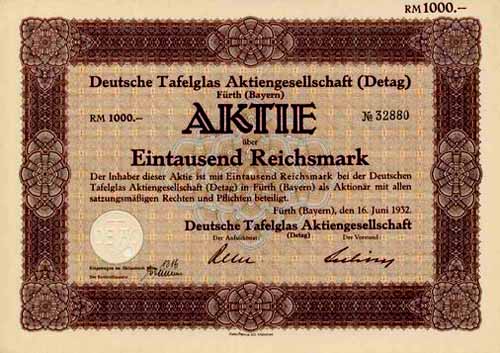 RM 1000.—
Deutsche Tafelglas Aktiengesellschaft (Detag)
Fürth (Bayern)
RM 1000.— AKTIE № 32880
über
Eintausend Reichsmark
Der Inhaber dieser Aktie ist mit Eintausend Reichsmark bei der Deutschen
Tafelglas Aktiengesellschaft (Detag) in Fürth (Bayern) als Aktionär mit allen
satzungsmäßigen Rechten und Pflichten beteiligt.
Fürth (Bayern), den 16. Juni 1932.
Deutsche Tafelglas Aktiengesellschaft
Der Aufsichtsrat (Detag) Der Vorstand